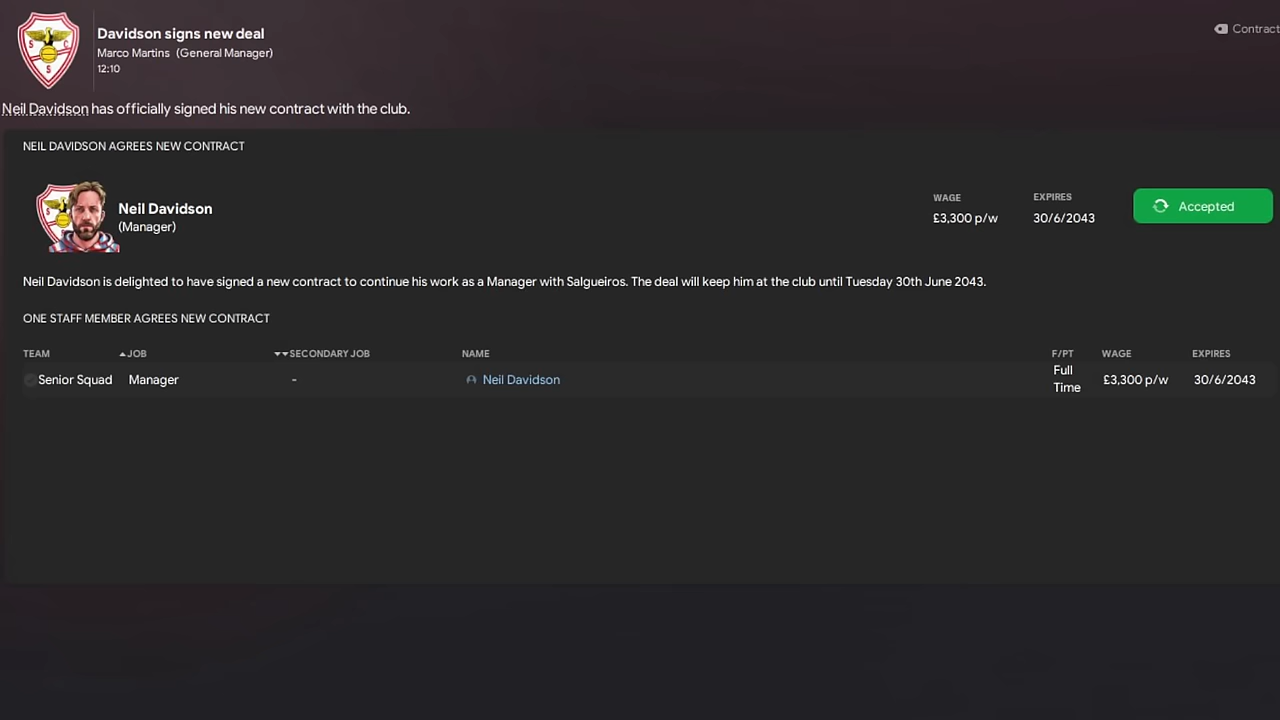 Davidson signs new deal
Contract
Marco Martins (General Manager)
12:10
Neil Davidson has officially signed his new contract with the club.
NEIL DAVIDSON AGREES NEW CONTRACT
Neil Davidson
(Manager)
WAGE
£3,300 p/w
EXPIRES
30/6/2043
Accepted
Neil Davidson is delighted to have signed a new contract to continue his work as a Manager with Salgueiros. The deal will keep him at the club until Tuesday 30th June 2043.
ONE STAFF MEMBER AGREES NEW CONTRACT
TEAM JOB SECONDARY JOB NAME F/PT WAGE EXPIRES
Senior Squad Manager - Neil Davidson Full Time £3,300 p/w 30/6/2043
S C
S